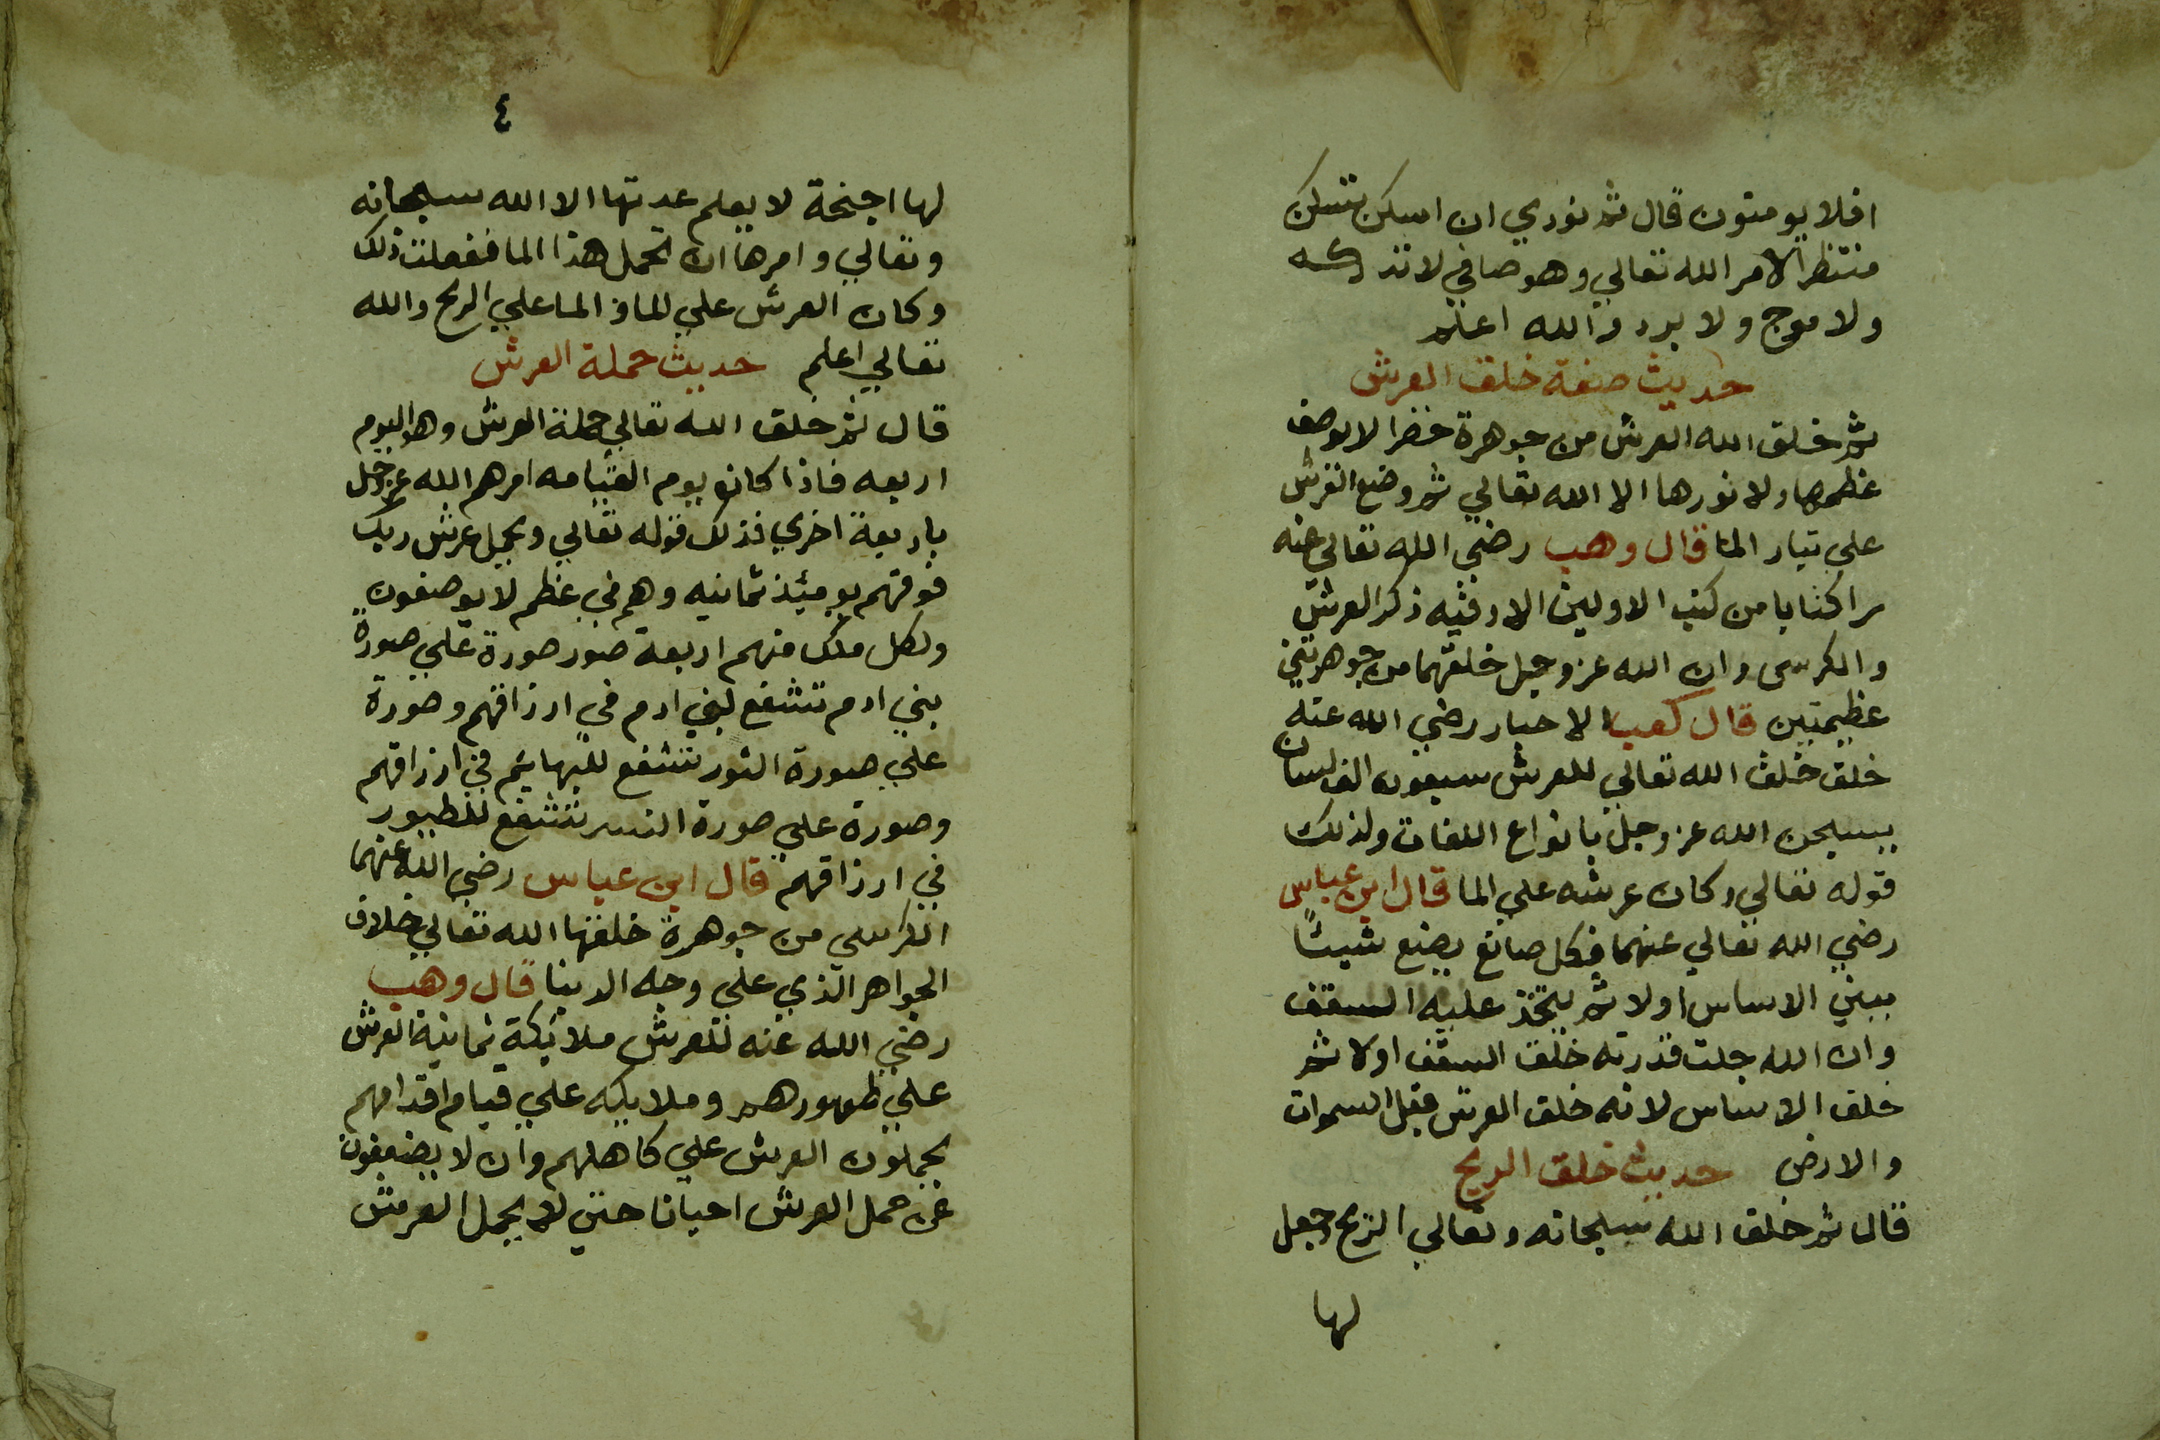 افلا يومنون قال ثم نودي ان اسكن فسكن
منتظرا لامر الله تعالي وهو صافي لا تدركه
ولا موج ولا برد والله اعلم
حديث صفة خلق العرش
ثم خلق الله العرش من جوهرة خضرا لا يوصف
عظمها ولا نورها الا الله تعالي ثم وضع العرش
علي تيار الما قال وهب رضي الله تعالي عنه
كتابا من كتب الاولين الا وفيه ذكر العرش
والكرسي وان الله عز وجل خلقهما من جوهرتين
عظيمتين قال كعب الاحبار رضي الله عنه
خلق خلق الله تعالي للعرش سبعون الف لسان
يسبحن الله عز وجل بانواع اللغات ولذلك
قوله تعالي وكان عرشه علي الما قال ابن عباس
رضي الله تعالي عنهما فكل صانع يصنع شيئا
يبني الاساس اولا ثم يتخذ عليه السقف
وان الله جلت قدرته خلق السقف اولا ثم
خلق الاساس لانه خلق العرش قبل السموات
والارض حديث خلق الريح
قال ثم خلق الله سبحانه وتعالي الريح وجعل
لها
٤
لها اجنحة لا يعلم عدتها الا الله سبحانه
وتعالي وامرها ان تحمل هذا الما ففعلت ذلك
وكان العرش علي الما والما علي الريح والله
تعالي اعلم حديث حملة العرش
قال ثم خلق الله تعالي حملة العرش وهم اليوم
اربعه فاذا كانو يوم القيامه امرهم الله عز وجل
باربعة اخري فذلك قوله تعالي ويحمل عرش ربك
فوقهم يومئذ ثمانيه وهم في عظم لا يوصفون
ولكل ملك منهم اربعة صور صورة علي صورة
بني ادم تشفع لبني ادم في ارزاقهم وصورة
علي صورة الثور تشفع للبهايم في ارزاقهم
وصورة علي صورة النسر تشفع للطيور
في ارزاقهم قال ابن عباس رضي الله عنهما
الكرسي من جوهرة خلقها الله تعالي خلاف
الجواهر الذي علي وجه الدنيا قال وهب
رضي الله عنه للعرش ملائكة ثمانية العرش
علي ظهورهم وملايكه علي قيام اقدامهم
يحملون العرش علي كاهلهم وان لا يضعفون
عن حمل العرش احيانا حتي لا يحمل العرش